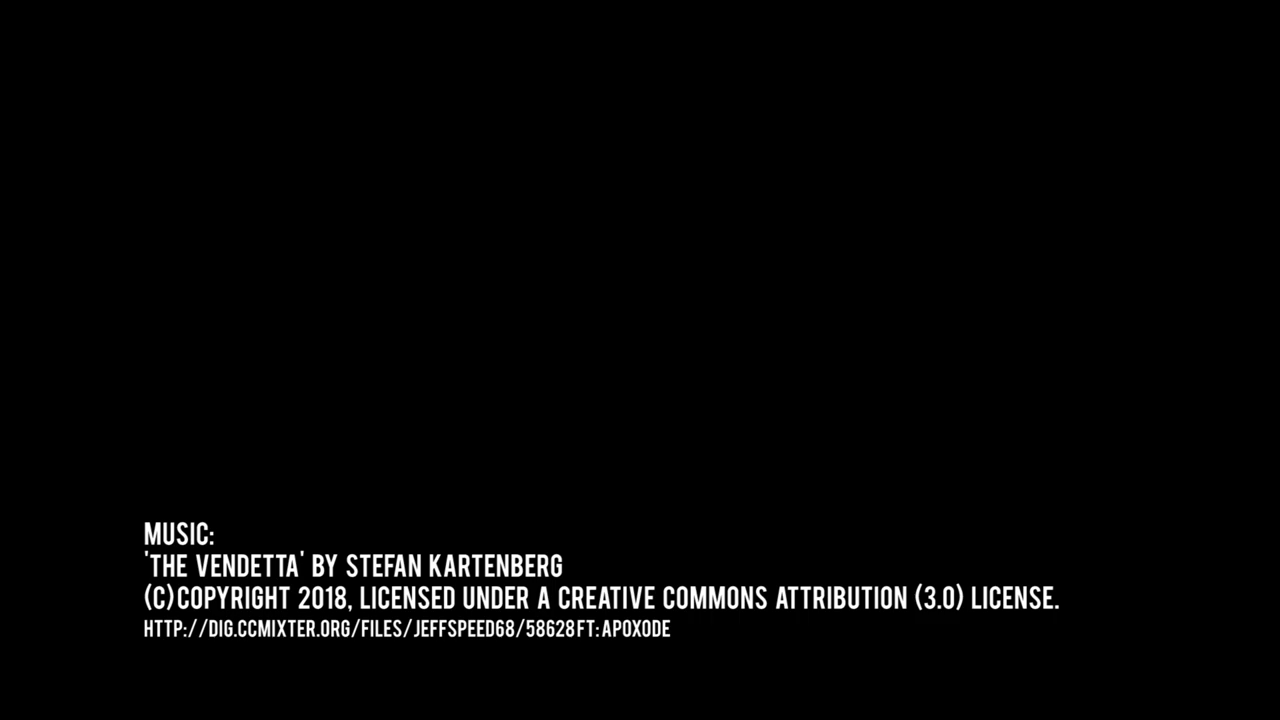 MUSIC:
'THE VENDETTA' BY STEFAN KARTENBERG
(C)COPYRIGHT 2018, LICENSED UNDER A CREATIVE COMMONS ATTRIBUTION (3.0) LICENSE.
HTTP://DIG.CCMIXTER.ORG/FILES/JEFFSPEED68/58628FT: APOXODE